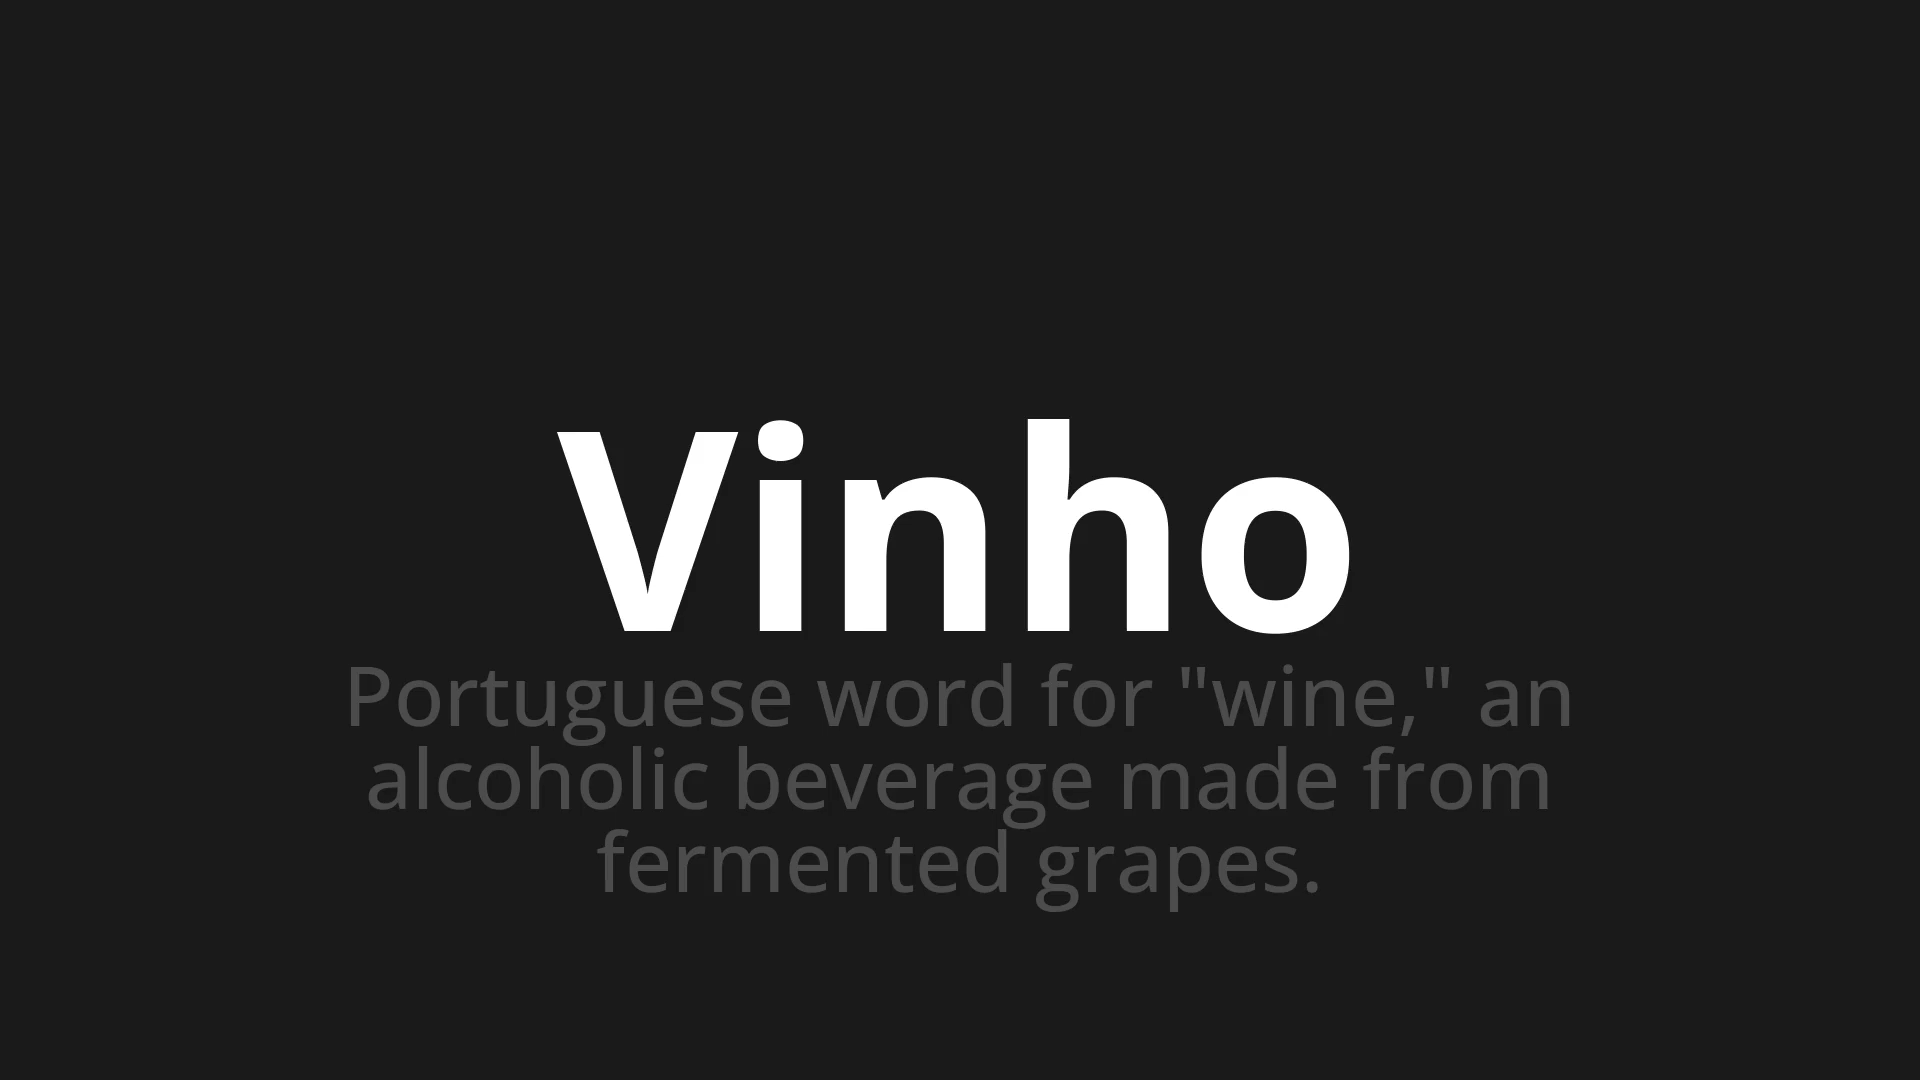 Vinho
Portuguese word for "wine," an
alcoholic beverage made from
fermented grapes.